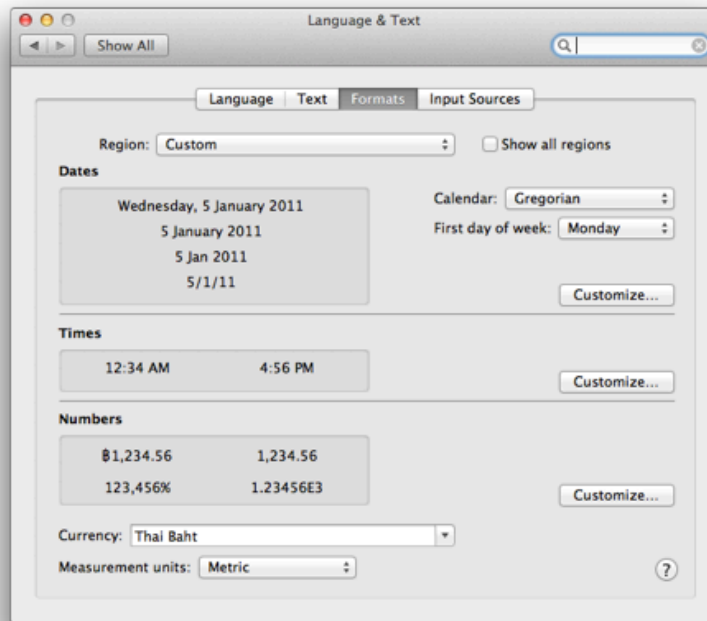 Language & Text
Show All
Language Text Formats Input Sources
Region: Custom Show all regions
Dates
Wednesday, 5 January 2011
5 January 2011
5 Jan 2011
5/1/11
Calendar: Gregorian
First day of week: Monday
Customize...
Times
12:34 AM 4:56 PM
Customize...
Numbers
฿1,234.56 1,234.56
123,456% 1.23456E3
Customize...
Currency: Thai Baht
Measurement units: Metric
?